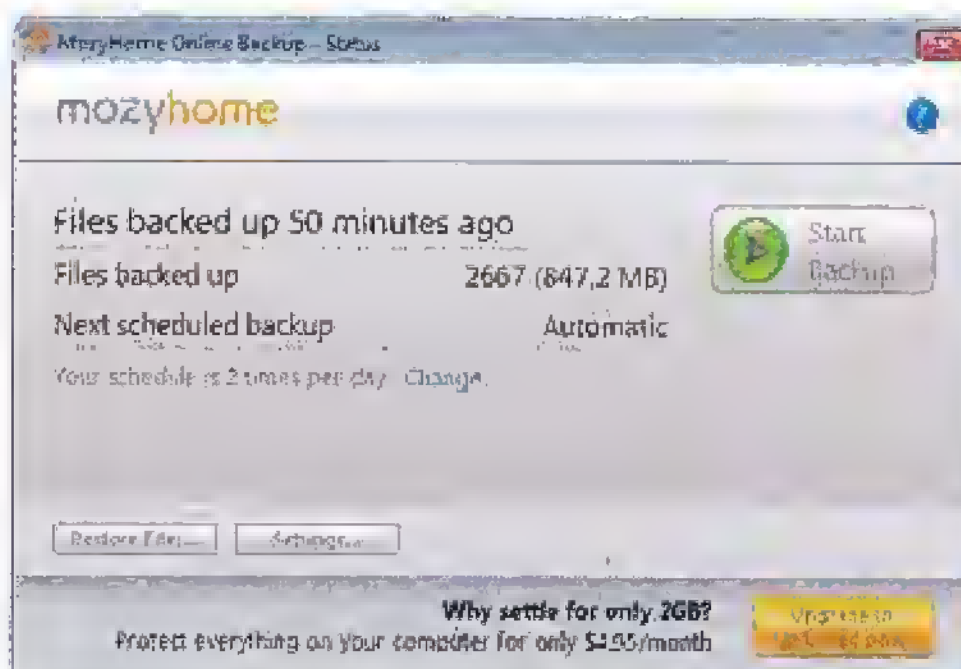 MozyHome Online Backup - Status
mozyhome
Files backed up 50 minutes ago
Files backed up 2667 (847,2 MB)
Next scheduled backup Automatic
Your schedule is 2 times per day. Change.
Start
Backup
Restore Files... Settings...
Why settle for only 2GB?
Protect everything on your computer for only /month